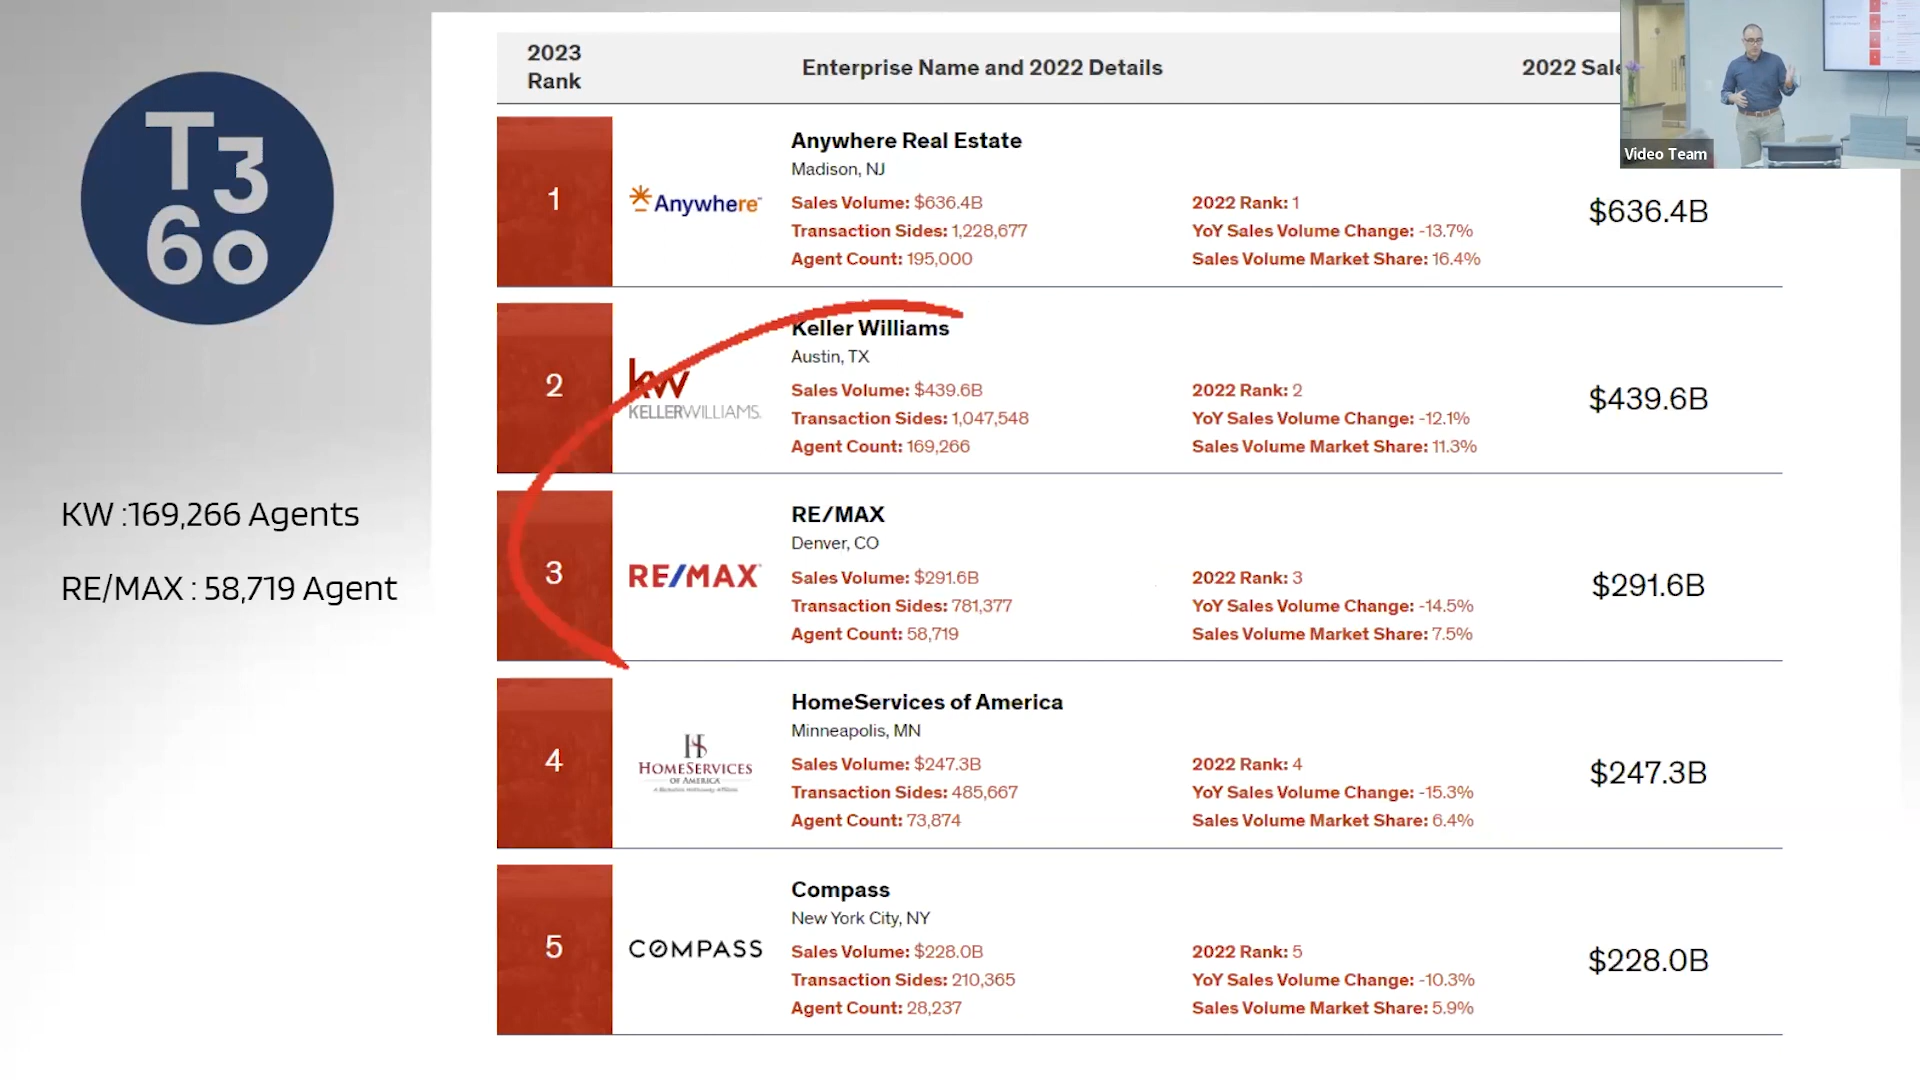 T3
60
KW :169,266 Agents
RE/MAX : 58,719 Agent
2023
Rank
Enterprise Name and 2022 Details
2022 Sale
1
Anywhere
Anywhere Real Estate
Madison, NJ
Sales Volume: $636.4B
Transaction Sides: 1,228,677
Agent Count: 195,000
2022 Rank: 1
YoY Sales Volume Change: -13.7%
Sales Volume Market Share: 16.4%
$636.4B
2
kw
KELLERWILLIAMS.
Keller Williams
Austin, TX
Sales Volume: $439.6B
Transaction Sides: 1,047,548
Agent Count: 169,266
2022 Rank: 2
YoY Sales Volume Change: -12.1%
Sales Volume Market Share: 11.3%
$439.6B
3
RE/MAX
RE/MAX
Denver, CO
Sales Volume: $291.6B
Transaction Sides: 781,377
Agent Count: 58,719
2022 Rank: 3
YoY Sales Volume Change: -14.5%
Sales Volume Market Share: 7.5%
$291.6B
4
HS
HOMESERVICES
OF AMERICA
HomeServices of America
Minneapolis, MN
Sales Volume: $247.3B
Transaction Sides: 485,667
Agent Count: 73,874
2022 Rank: 4
YoY Sales Volume Change: -15.3%
Sales Volume Market Share: 6.4%
$247.3B
5
COMPASS
Compass
New York City, NY
Sales Volume: $228.0B
Transaction Sides: 210,365
Agent Count: 28,237
2022 Rank: 5
YoY Sales Volume Change: -10.3%
Sales Volume Market Share: 5.9%
$228.0B
Video Team